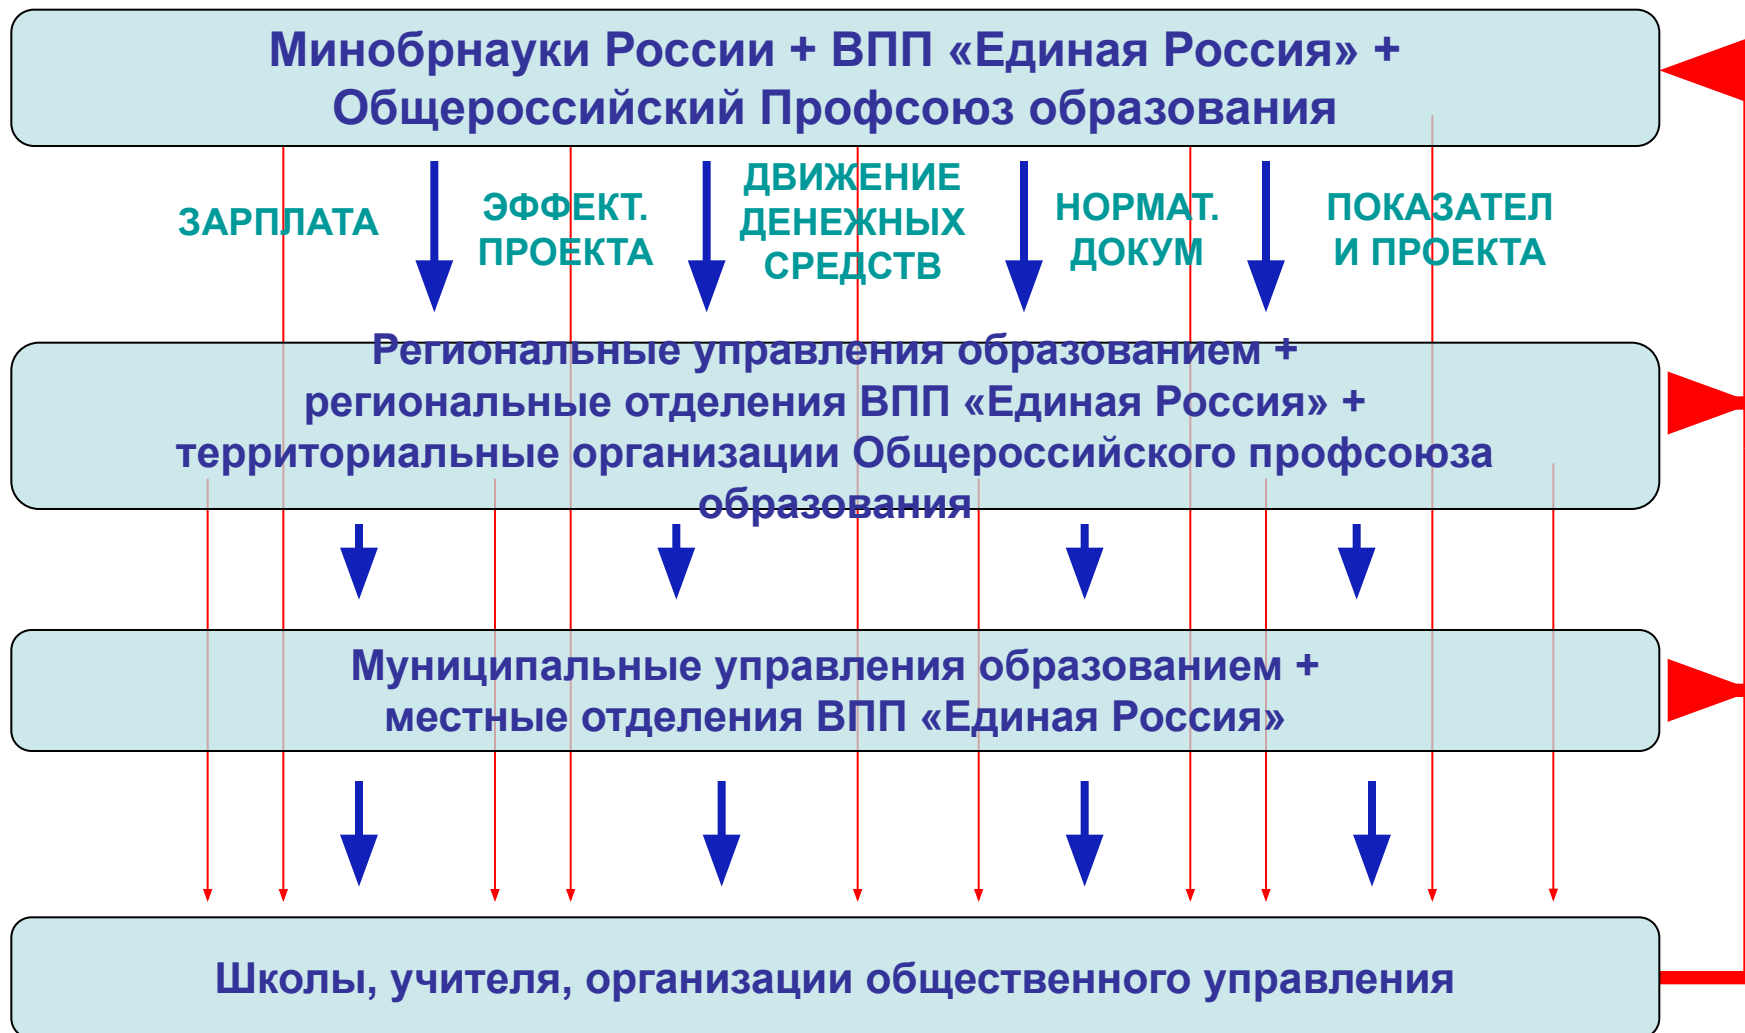 Минобрнауки России + ВПП «Единая Россия» +
Общероссийский Профсоюз образования
ЗАРПЛАТА
ЭФФЕКТ.
ПРОЕКТА
ДВИЖЕНИЕ
ДЕНЕЖНЫХ
СРЕДСТВ
НОРМАТ.
ДОКУМ
ПОКАЗАТЕЛ
И ПРОЕКТА
Региональные управления образованием +
региональные отделения ВПП «Единая Россия» +
территориальные организации Общероссийского профсоюза
образования
Муниципальные управления образованием +
местные отделения ВПП «Единая Россия»
Школы, учителя, организации общественного управления